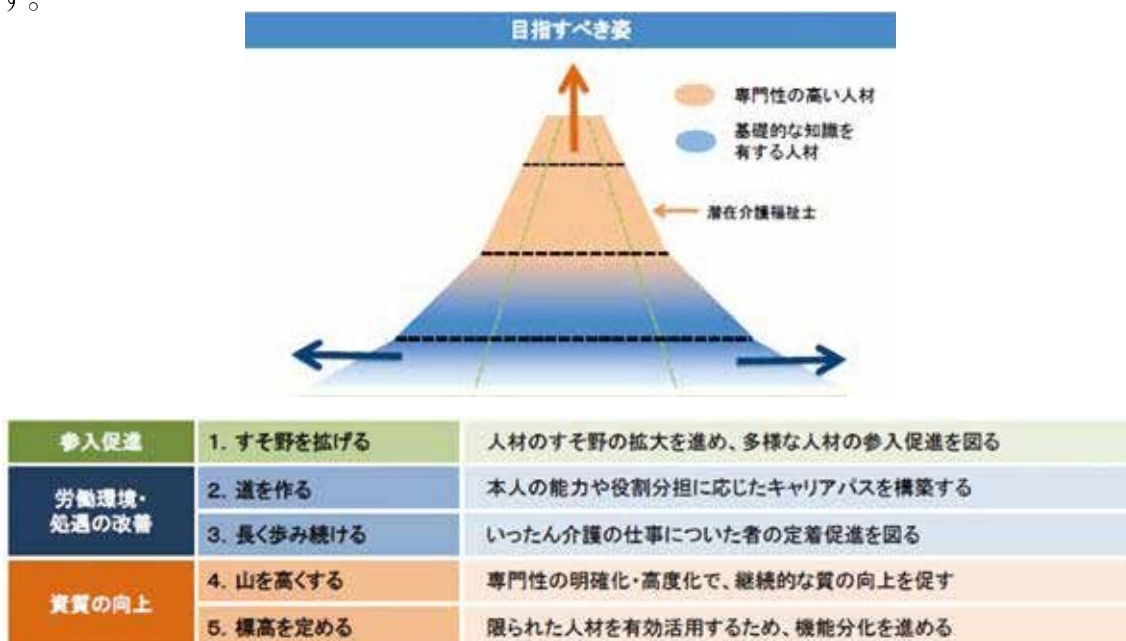 す。
目指すべき姿
専門性の高い人材
基礎的な知識を
有する人材
潜在介護福祉士
参入促進
1. すそ野を拡げる
人材のすそ野の拡大を進め、多様な人材の参入促進を図る
労働環境・
処遇の改善
2. 道を作る
本人の能力や役割分担に応じたキャリアパスを構築する
3. 長く歩み続ける
いったん介護の仕事についた者の定着促進を図る
資質の向上
4. 山を高くする
専門性の明確化・高度化で、継続的な質の向上を促す
5. 標高を定める
限られた人材を有効活用するため、機能分化を進める